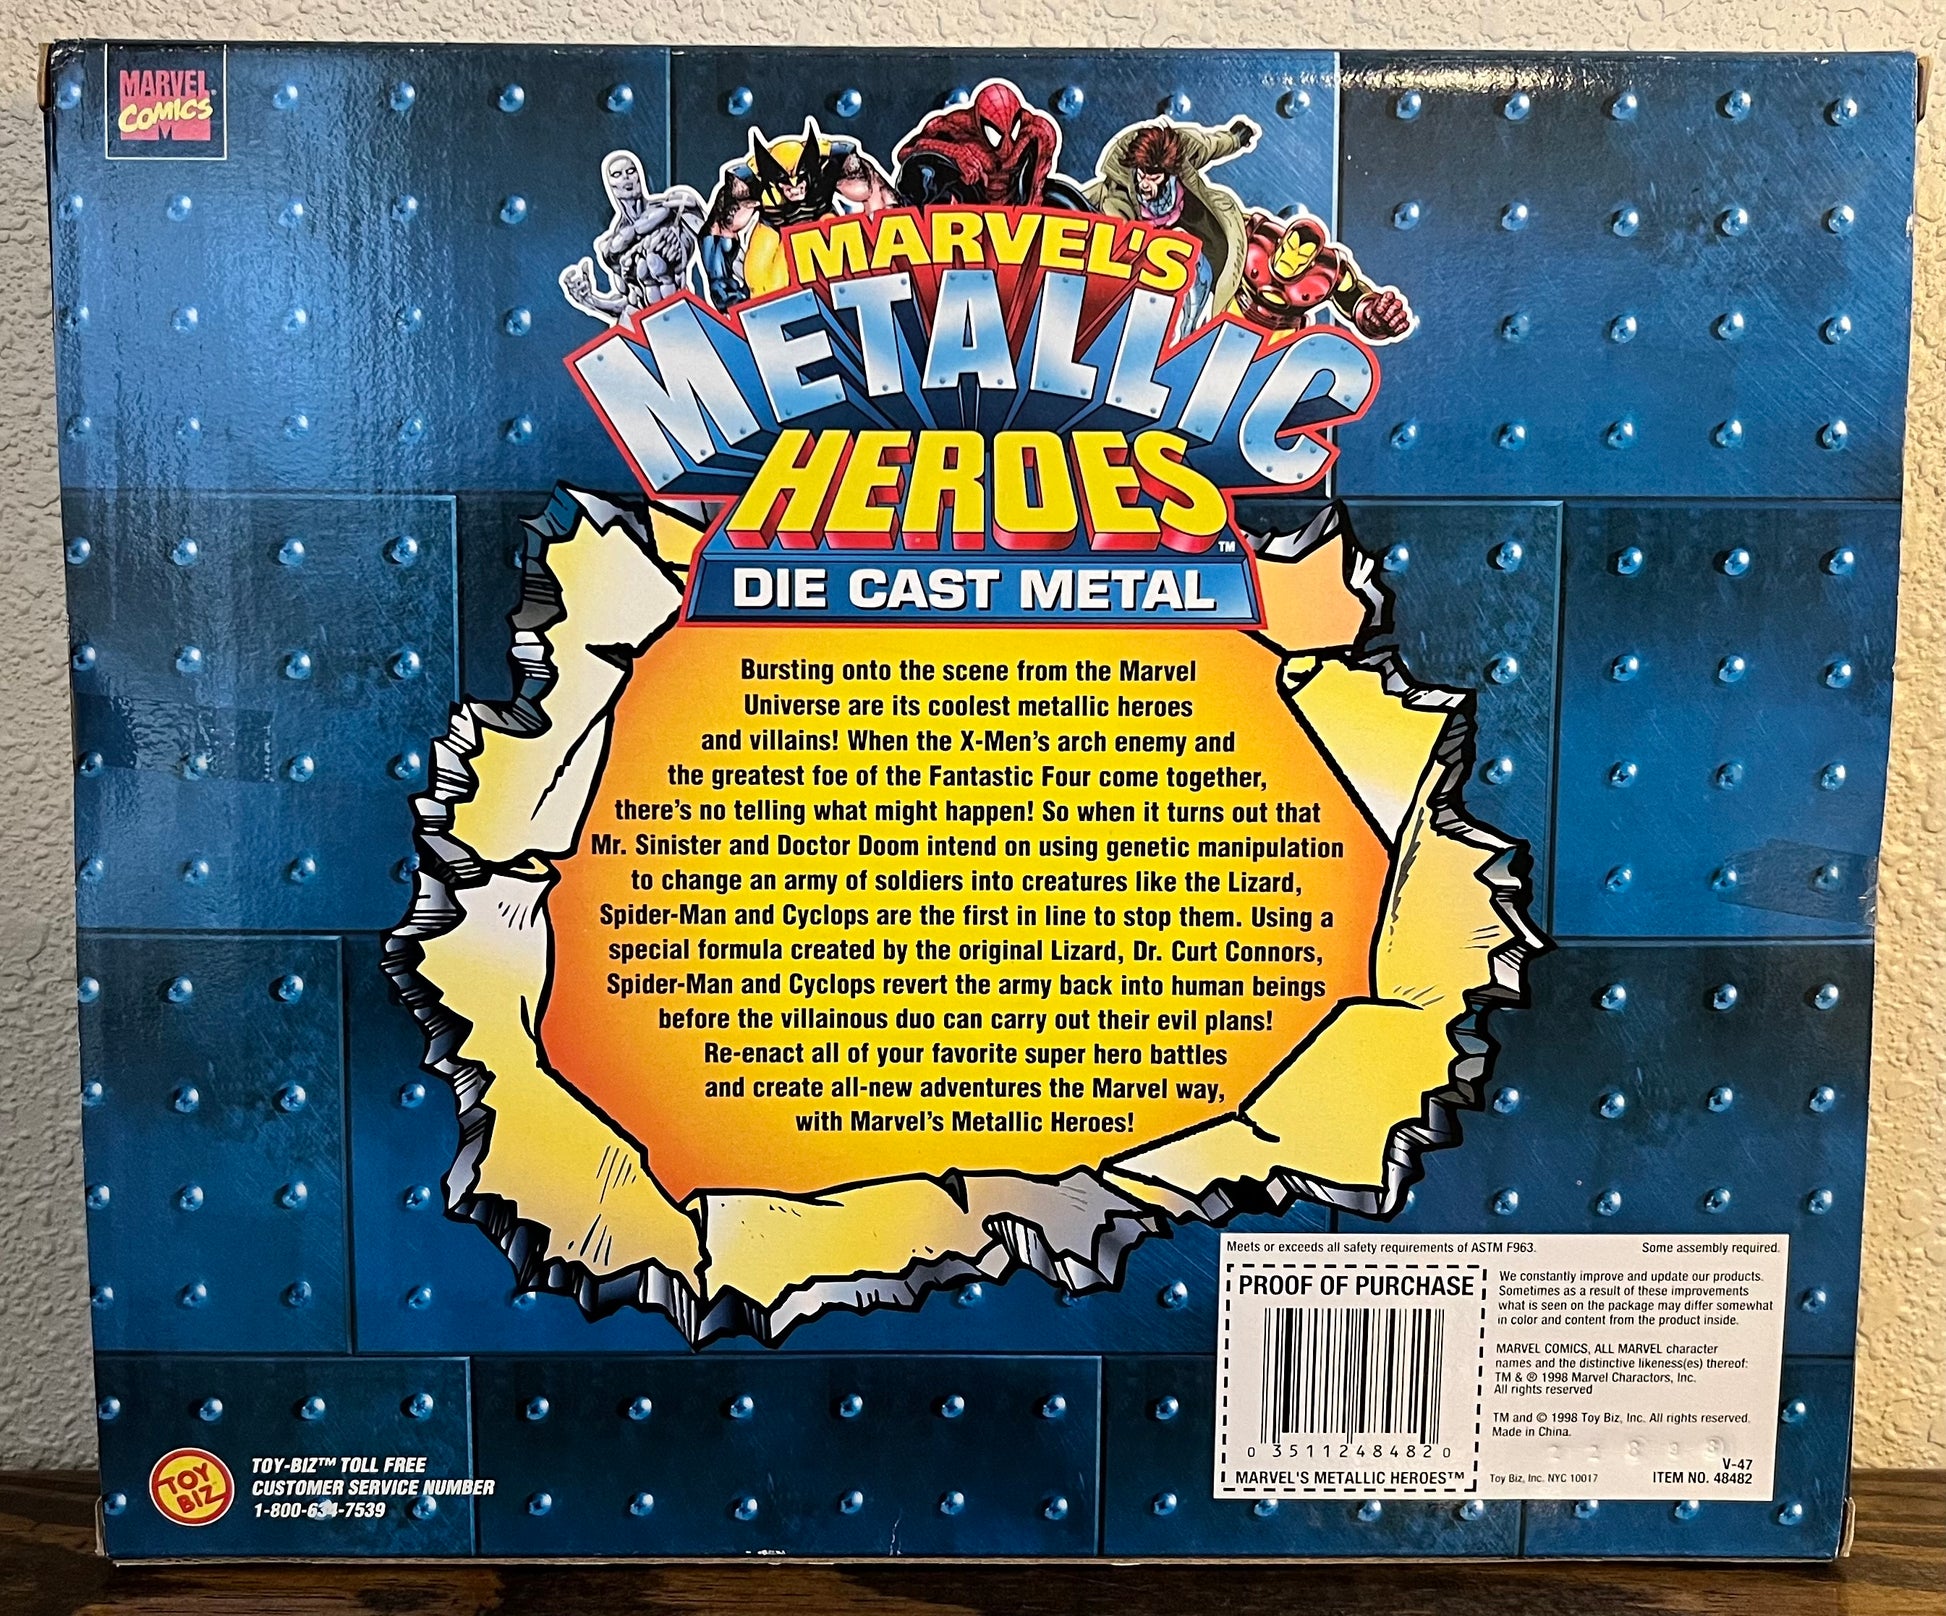 MARVEL
COMICS
MARVEL'S
METALLIC
HEROES™
DIE CAST METAL
Bursting onto the scene from the Marvel
Universe are its coolest metallic heroes
and villains! When the X-Men's arch enemy and
the greatest foe of the Fantastic Four come together,
there's no telling what might happen! So when it turns out that
Mr. Sinister and Doctor Doom intend on using genetic manipulation
to change an army of soldiers into creatures like the Lizard,
Spider-Man and Cyclops are the first in line to stop them. Using a
special formula created by the original Lizard, Dr. Curt Connors,
Spider-Man and Cyclops revert the army back into human beings
before the villainous duo can carry out their evil plans!
Re-enact all of your favorite super hero battles
and create all-new adventures the Marvel way,
with Marvel's Metallic Heroes!
Meets or exceeds all safety requirements of ASTM F963.
Some assembly required.
PROOF OF PURCHASE
0 35112 48482 0
MARVEL'S METALLIC HEROES™
We constantly improve and update our products.
Sometimes as a result of these improvements
what is seen on the package may differ somewhat
in color and content from the product inside.
MARVEL COMICS, ALL MARVEL character
names and the distinctive likeness(es) thereof:
TM & ® 1998 Marvel Charactors, Inc.
All rights reserved
TM and © 1998 Toy Biz, Inc. All rights reserved.
Made in China.
V-47
Toy Biz, Inc. NYC 10017
ITEM NO. 48482
TOY
BIZ
TOY-BIZ™ TOLL FREE
CUSTOMER SERVICE NUMBER
1-800-634-7539